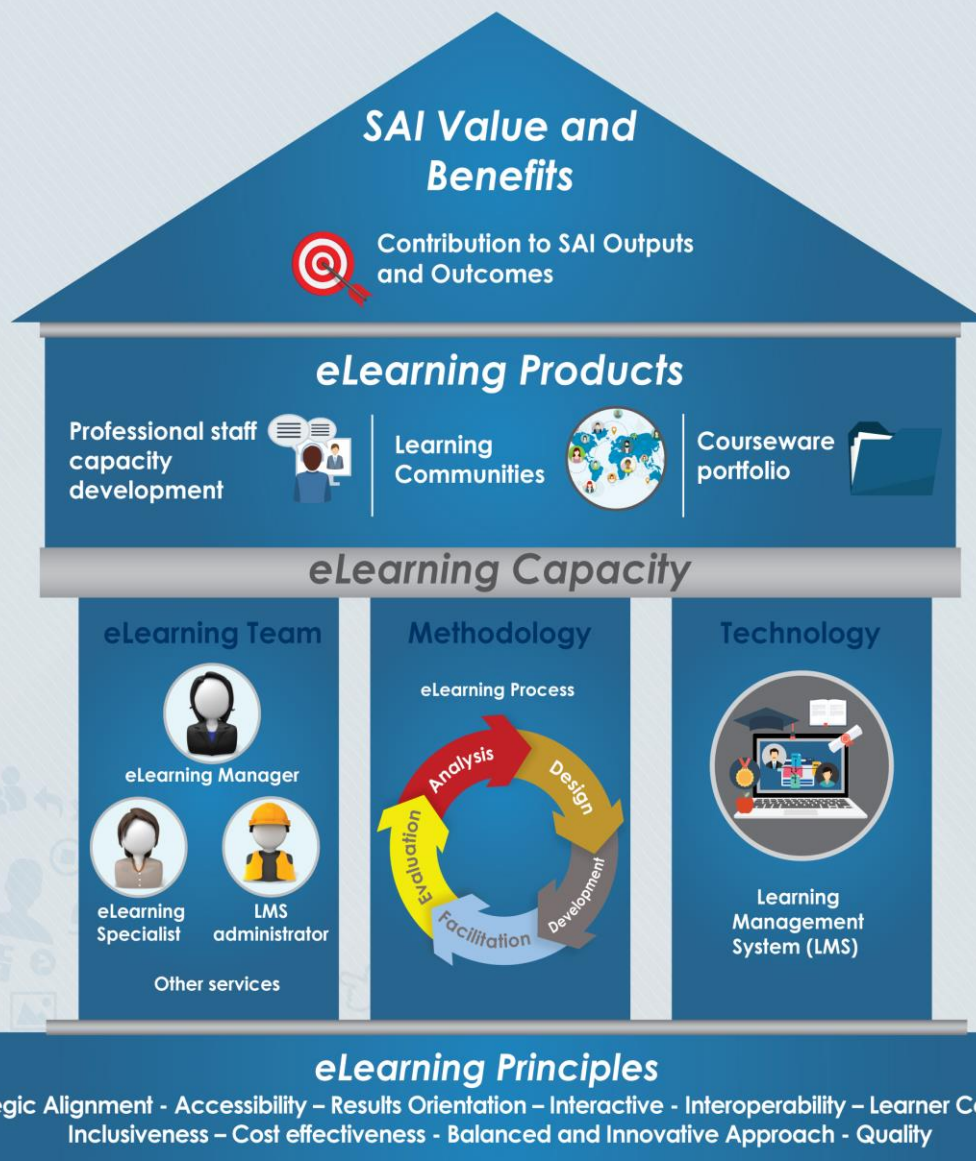 SAI Value and
Benefits
Contribution to SAI Outputs
and Outcomes
eLearning Products
Professional staff
capacity
development
Learning
Communities
Courseware
portfolio
eLearning Capacity
eLearning Team
eLearning Manager
eLearning
Specialist
LMS
administrator
Other services
Methodology
eLearning Process
Analysis
Design
Development
Facilitation
Evaluation
Technology
Learning
Management
System (LMS)
eLearning Principles
Alignment - Accessibility – Results Orientation – Interactive - Interoperability – Learner
Inclusiveness – Cost effectiveness - Balanced and Innovative Approach - Quality